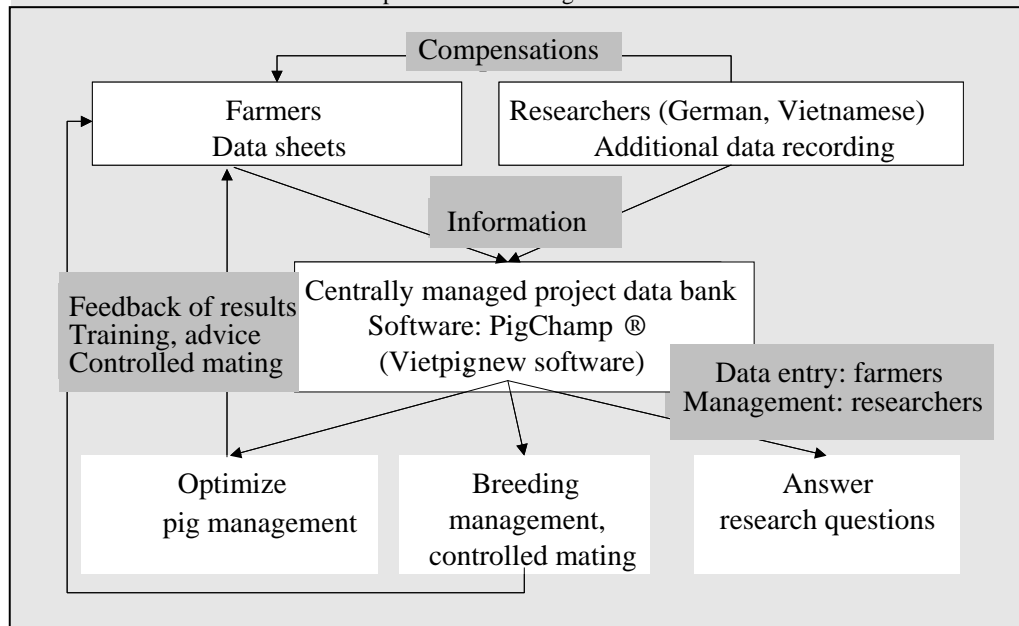 Compensations
Farmers
Data sheets
Researchers (German, Vietnamese)
Additional data recording
Information
Feedback of results
Training, advice
Controlled mating
Centrally managed project data bank
Software: PigChamp ®
(Vietpignew software)
Data entry: farmers
Management: researchers
Optimize
pig management
Breeding
management,
controlled mating
Answer
research questions